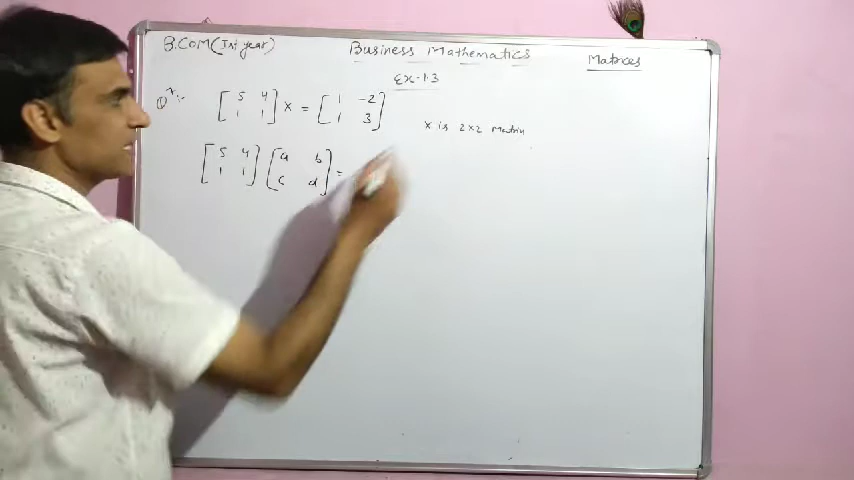 B.COM (Ist year)
Business Mathematics
Matrices
Ex-1.3
[ 5 4 ] X = [ 1 -2 ]
[ 1 1 ] [ 1 3 ]
X is 2×2 Matrix
[ 5 4 ] [ a b ] =
[ 1 1 ] [ c d ]